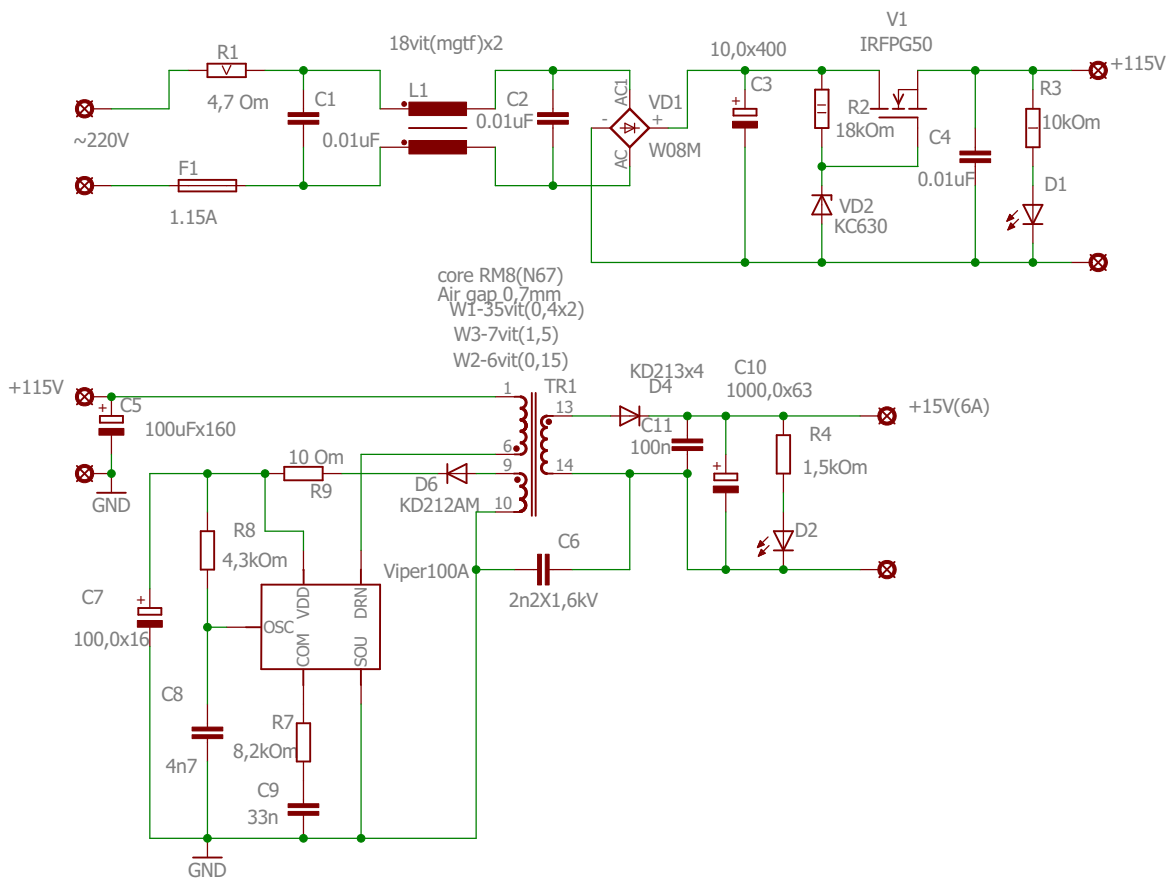 V1
18vit(mgtf)x2
10,0x400
IRFPG50
R1
+115V
4,7 Om
L1
C1
C2
AC1
VD1
C3
R3
~220V
0.01uF
0.01uF
-
+
+
R2
18kOm
10kOm
AC
W08M
C4
F1
0.01uF
D1
1.15A
VD2
KC630
core RM8(N67)
Air gap 0,7mm
W1-35vit(0,4x2)
W3-7vit(1,5)
W2-6vit(0,15)
KD213x4
C10
+115V
1
TR1
D4
1000,0x63
+
C5
13
+15V(6A)
100uFx160
C11
100n
R4
6
10 Om
9
14
1,5kOm
+
R9
D6
GND
KD212AM
10
R8
D2
4,3kOm
C6
Viper100A
C7
+
VDD
DRN
2n2X1,6kV
100,0x16
OSC
COM
SOU
C8
R7
8,2kOm
4n7
C9
33n
GND